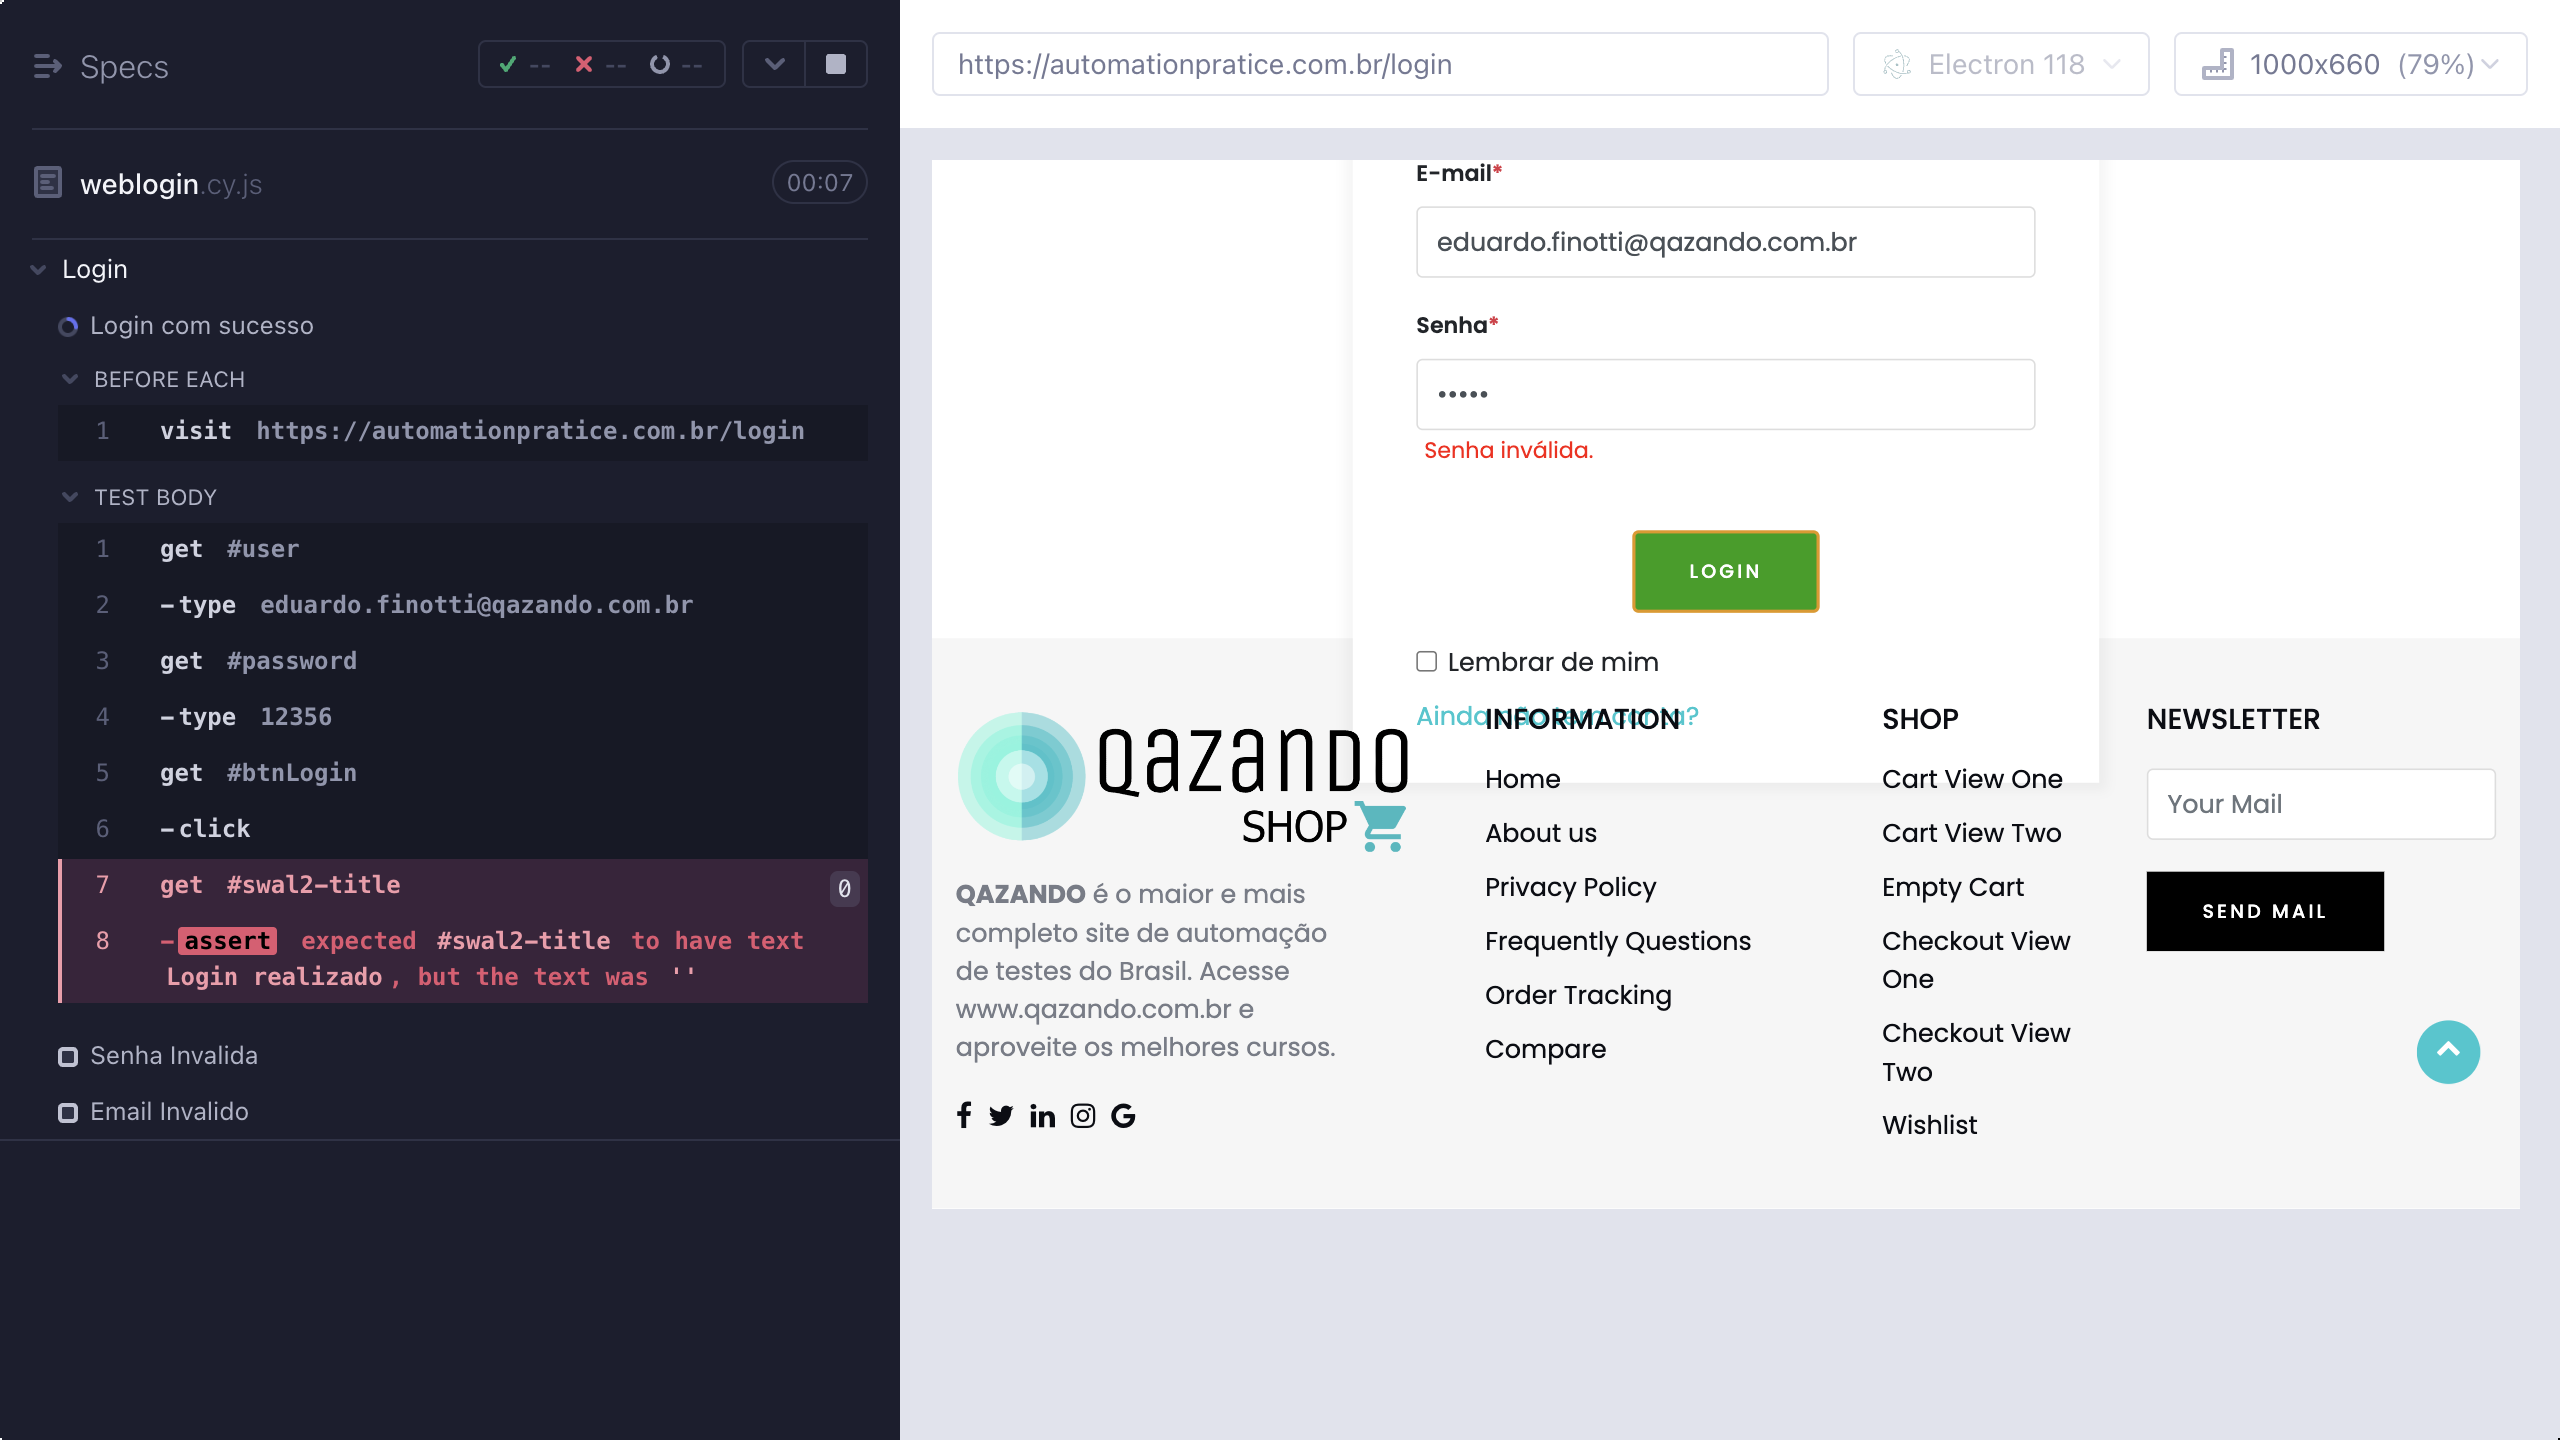 Specs
-- -- --
weblogin.cy.js
00:07
Login
Login com sucesso
BEFORE EACH
1 visit https://automationpratice.com.br/login
TEST BODY
1 get #user
2 -type eduardo.finotti@qazando.com.br
3 get #password
4 -type 12356
5 get #btnLogin
6 -click
7 get #swal2-title 0
8 -assert expected #swal2-title to have text
Login realizado, but the text was ''
Senha Invalida
Email Invalido
https://automationpratice.com.br/login
Electron 118
1000x660 (79%)
E-mail*
eduardo.finotti@qazando.com.br
Senha*
•••••
Senha inválida.
LOGIN
Lembrar de mim
Ainda não tem conta?
QAZANDO
SHOP
QAZANDO é o maior e mais
completo site de automação
de testes do Brasil. Acesse
www.qazando.com.br e
aproveite os melhores cursos.
INFORMATION
Home
About us
Privacy Policy
Frequently Questions
Order Tracking
Compare
SHOP
Cart View One
Cart View Two
Empty Cart
Checkout View
One
Checkout View
Two
Wishlist
NEWSLETTER
Your Mail
SEND MAIL